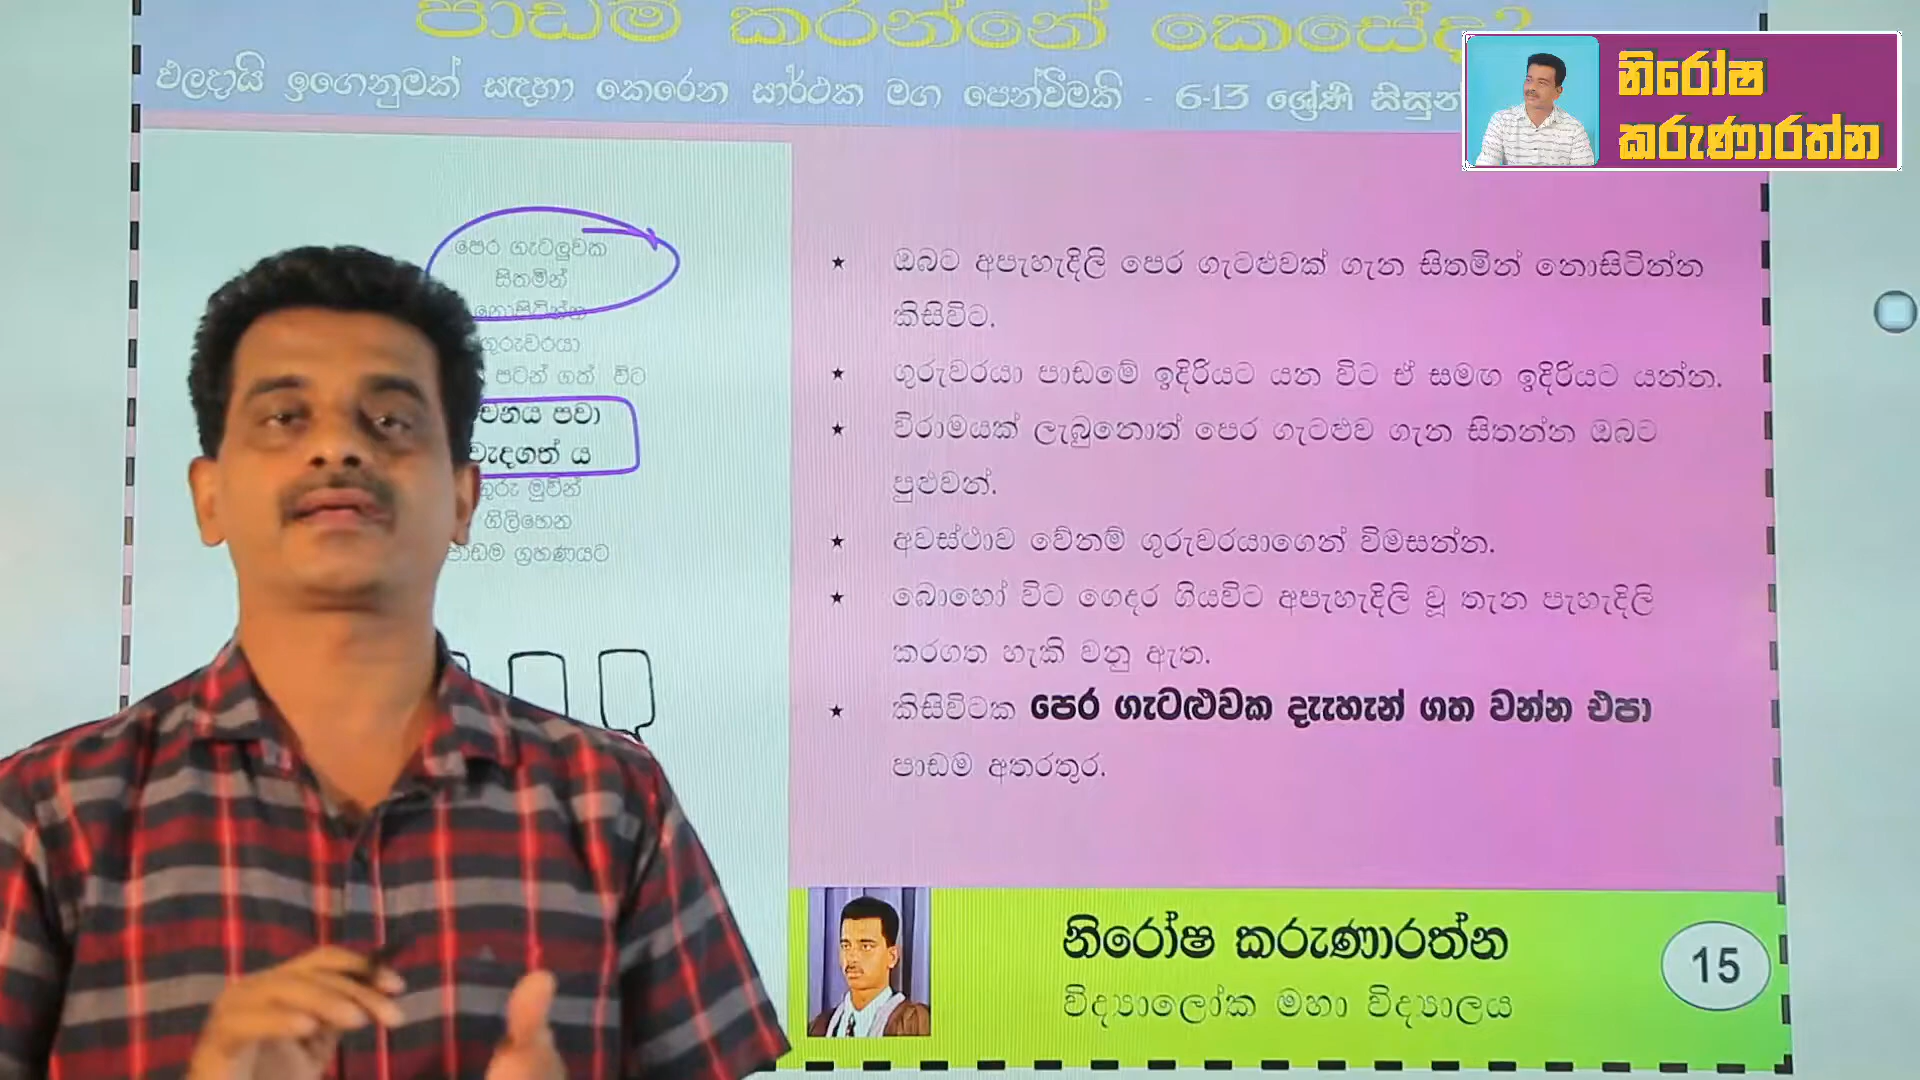 පාඩම් කරන්නේ කෙසේද?
ඵලදායි ඉගෙනුමක් සඳහා කෙරෙන සාර්ථක මග පෙන්වීමකි - 6-13 ශ්‍රේණි සිසුන්
නිරෝෂ
කරුණාරත්න
පෙර ගැටලුවක
සිතමින්
නොසිටින්න
ගුරුවරයා
පටන් ගත් විට
පවා
වැදගත් ය
ගුරු මුවින්
ගිලිහෙන
පාඩම ග්‍රහණයට
★ ඔබට අපැහැදිලි පෙර ගැටළුවක් ගැන සිතමින් නොසිටින්න
කිසිවිට.
★ ගුරුවරයා පාඩමේ ඉදිරියට යන විට ඒ සමඟ ඉදිරියට යන්න.
★ විරාමයක් ලැබුනොත් පෙර ගැටළුව ගැන සිතන්න ඔබට
පුළුවන්.
★ අවස්ථාව වේනම් ගුරුවරයාගෙන් විමසන්න.
★ බොහෝ විට ගෙදර ගියවිට අපැහැදිලි වූ තැන පැහැදිලි
කරගත හැකි වනු ඇත.
★ කිසිවිටක පෙර ගැටළුවක දැැහැන් ගත වන්න එපා
පාඩම අතරතුර.
නිරෝෂ කරුණාරත්න
විද්‍යාලෝක මහා විද්‍යාලය
15